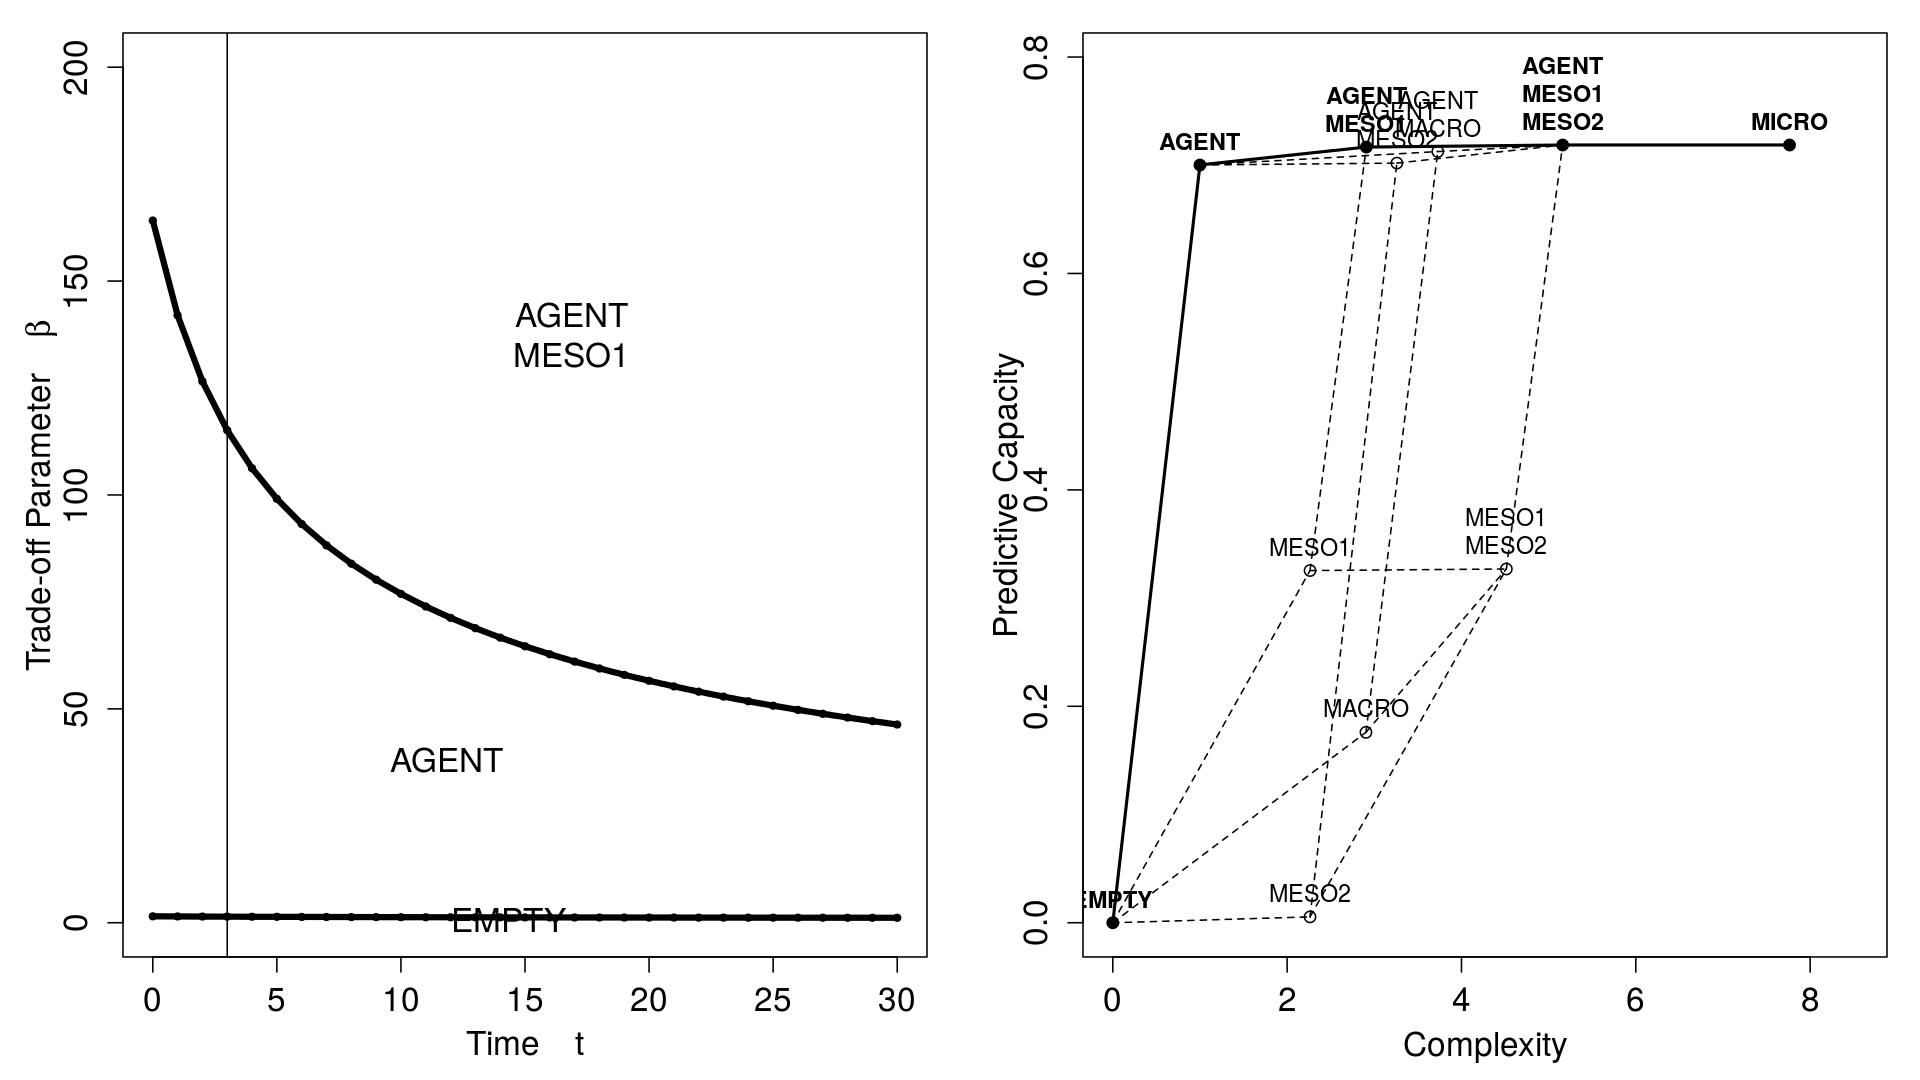 200
150
100
50
0
Trade-off Parameter β
AGENT
MESO1
AGENT
EMPTY
0 5 10 15 20 25 30
Time t
0.8
0.6
0.4
0.2
0.0
Predictive Capacity
AGENT
AGENT
MESO1
AGENT
MESO2
AGENT
MACRO
AGENT
MESO1
MESO2
MICRO
MESO1
MESO1
MESO2
MACRO
MESO2
EMPTY
0 2 4 6 8
Complexity